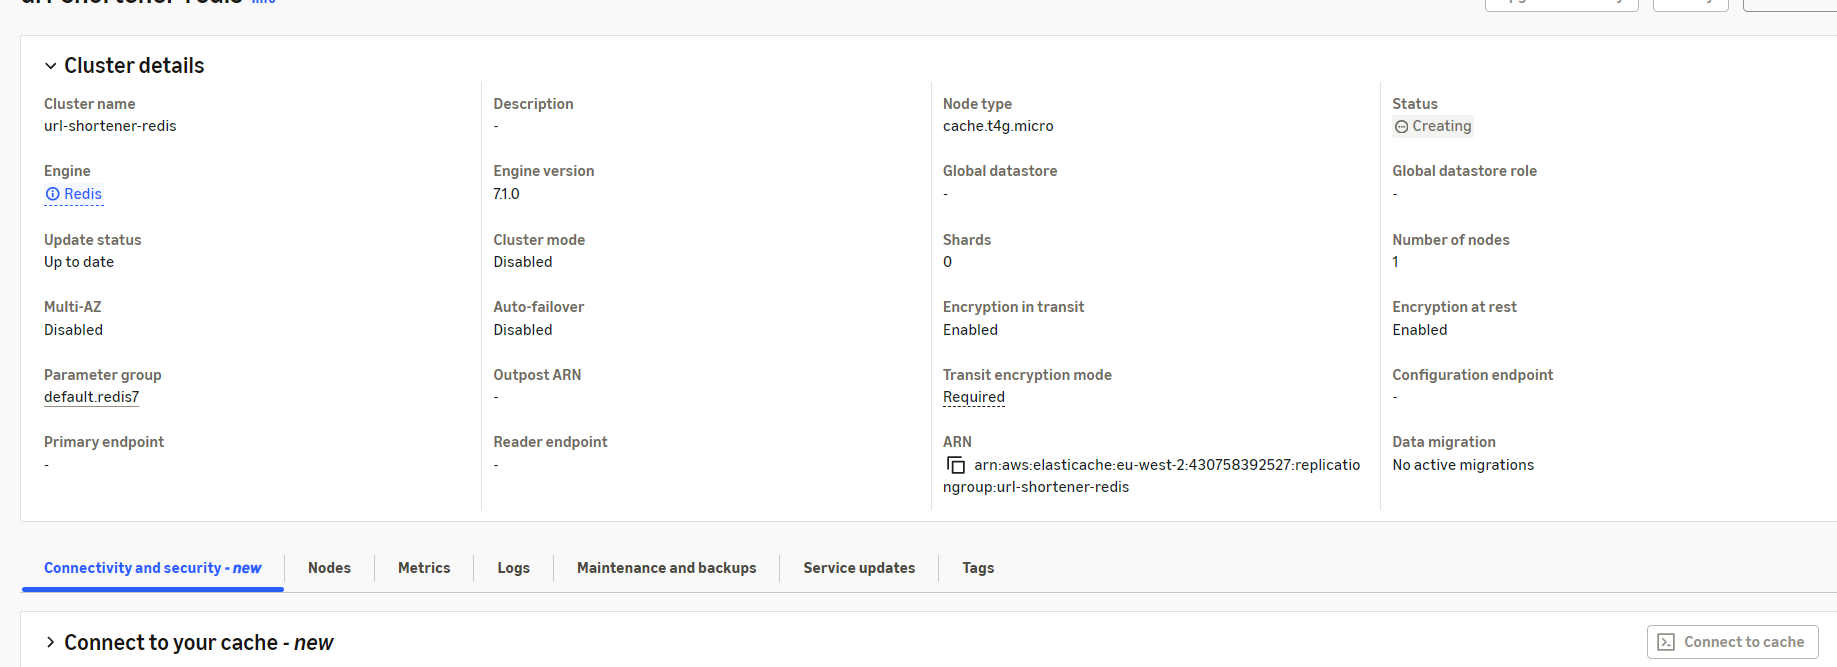 url-shortener-redis Info
Cluster details
Cluster name
url-shortener-redis
Description
-
Node type
cache.t4g.micro
Status
Creating
Engine
Redis
Engine version
7.1.0
Global datastore
-
Global datastore role
-
Update status
Up to date
Cluster mode
Disabled
Shards
0
Number of nodes
1
Multi-AZ
Disabled
Auto-failover
Disabled
Encryption in transit
Enabled
Encryption at rest
Enabled
Parameter group
default.redis7
Outpost ARN
-
Transit encryption mode
Required
Configuration endpoint
-
Primary endpoint
-
Reader endpoint
-
ARN
arn:aws:elasticache:eu-west-2:430758392527:replicatio
ngroup:url-shortener-redis
Data migration
No active migrations
Connectivity and security - new
Nodes
Metrics
Logs
Maintenance and backups
Service updates
Tags
Connect to your cache - new
Connect to cache